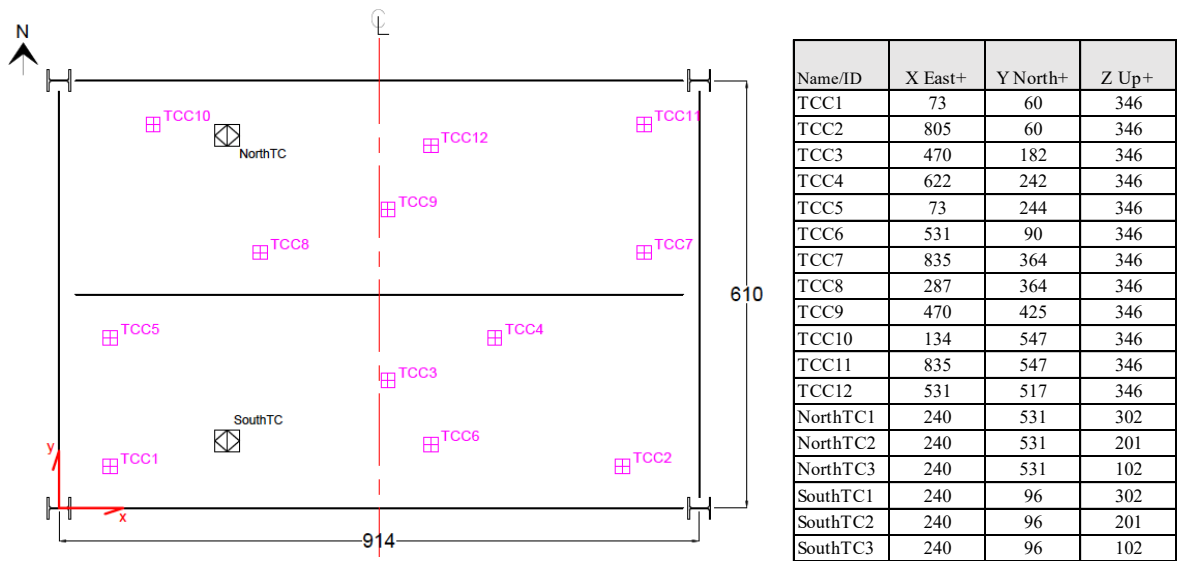 N
CL
TCC10
TCC11
NorthTC
TCC12
TCC9
TCC8
TCC7
610
TCC5
TCC4
TCC3
SouthTC
TCC6
TCC1
TCC2
y
x
914
Name/ID X East+ Y North+ Z Up+
TCC1 73 60 346
TCC2 805 60 346
TCC3 470 182 346
TCC4 622 242 346
TCC5 73 244 346
TCC6 531 90 346
TCC7 835 364 346
TCC8 287 364 346
TCC9 470 425 346
TCC10 134 547 346
TCC11 835 547 346
TCC12 531 517 346
NorthTC1 240 531 302
NorthTC2 240 531 201
NorthTC3 240 531 102
SouthTC1 240 96 302
SouthTC2 240 96 201
SouthTC3 240 96 102